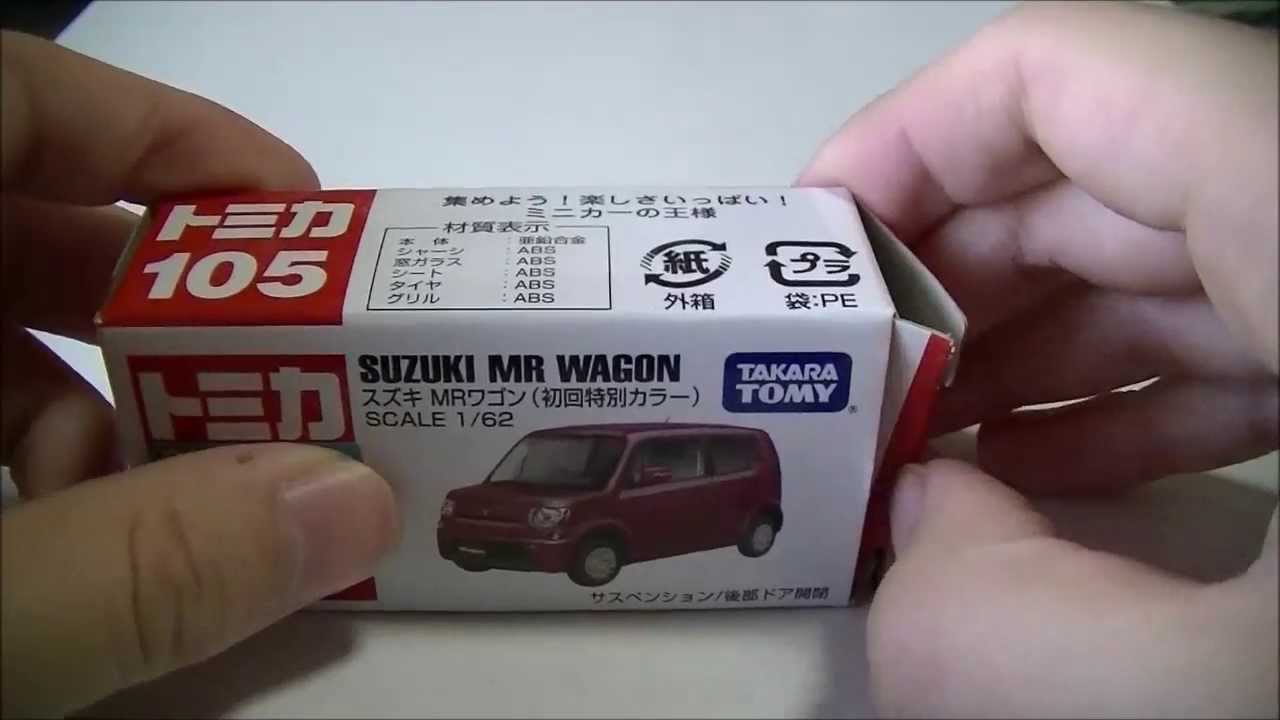 トミカ
105
集めよう!楽しさいっぱい!
ミニカーの王様
材質表示
本体 : 亜鉛合金
シャーシ : ABS
窓ガラス : ABS
シート : ABS
タイヤ : ABS
グリル : ABS
紙
外箱
プラ
袋:PE
トミカ
SUZUKI MR WAGON
スズキ MRワゴン(初回特別カラー)
SCALE 1/62
TAKARA
TOMY
®
サスペンション/後部ドア開閉